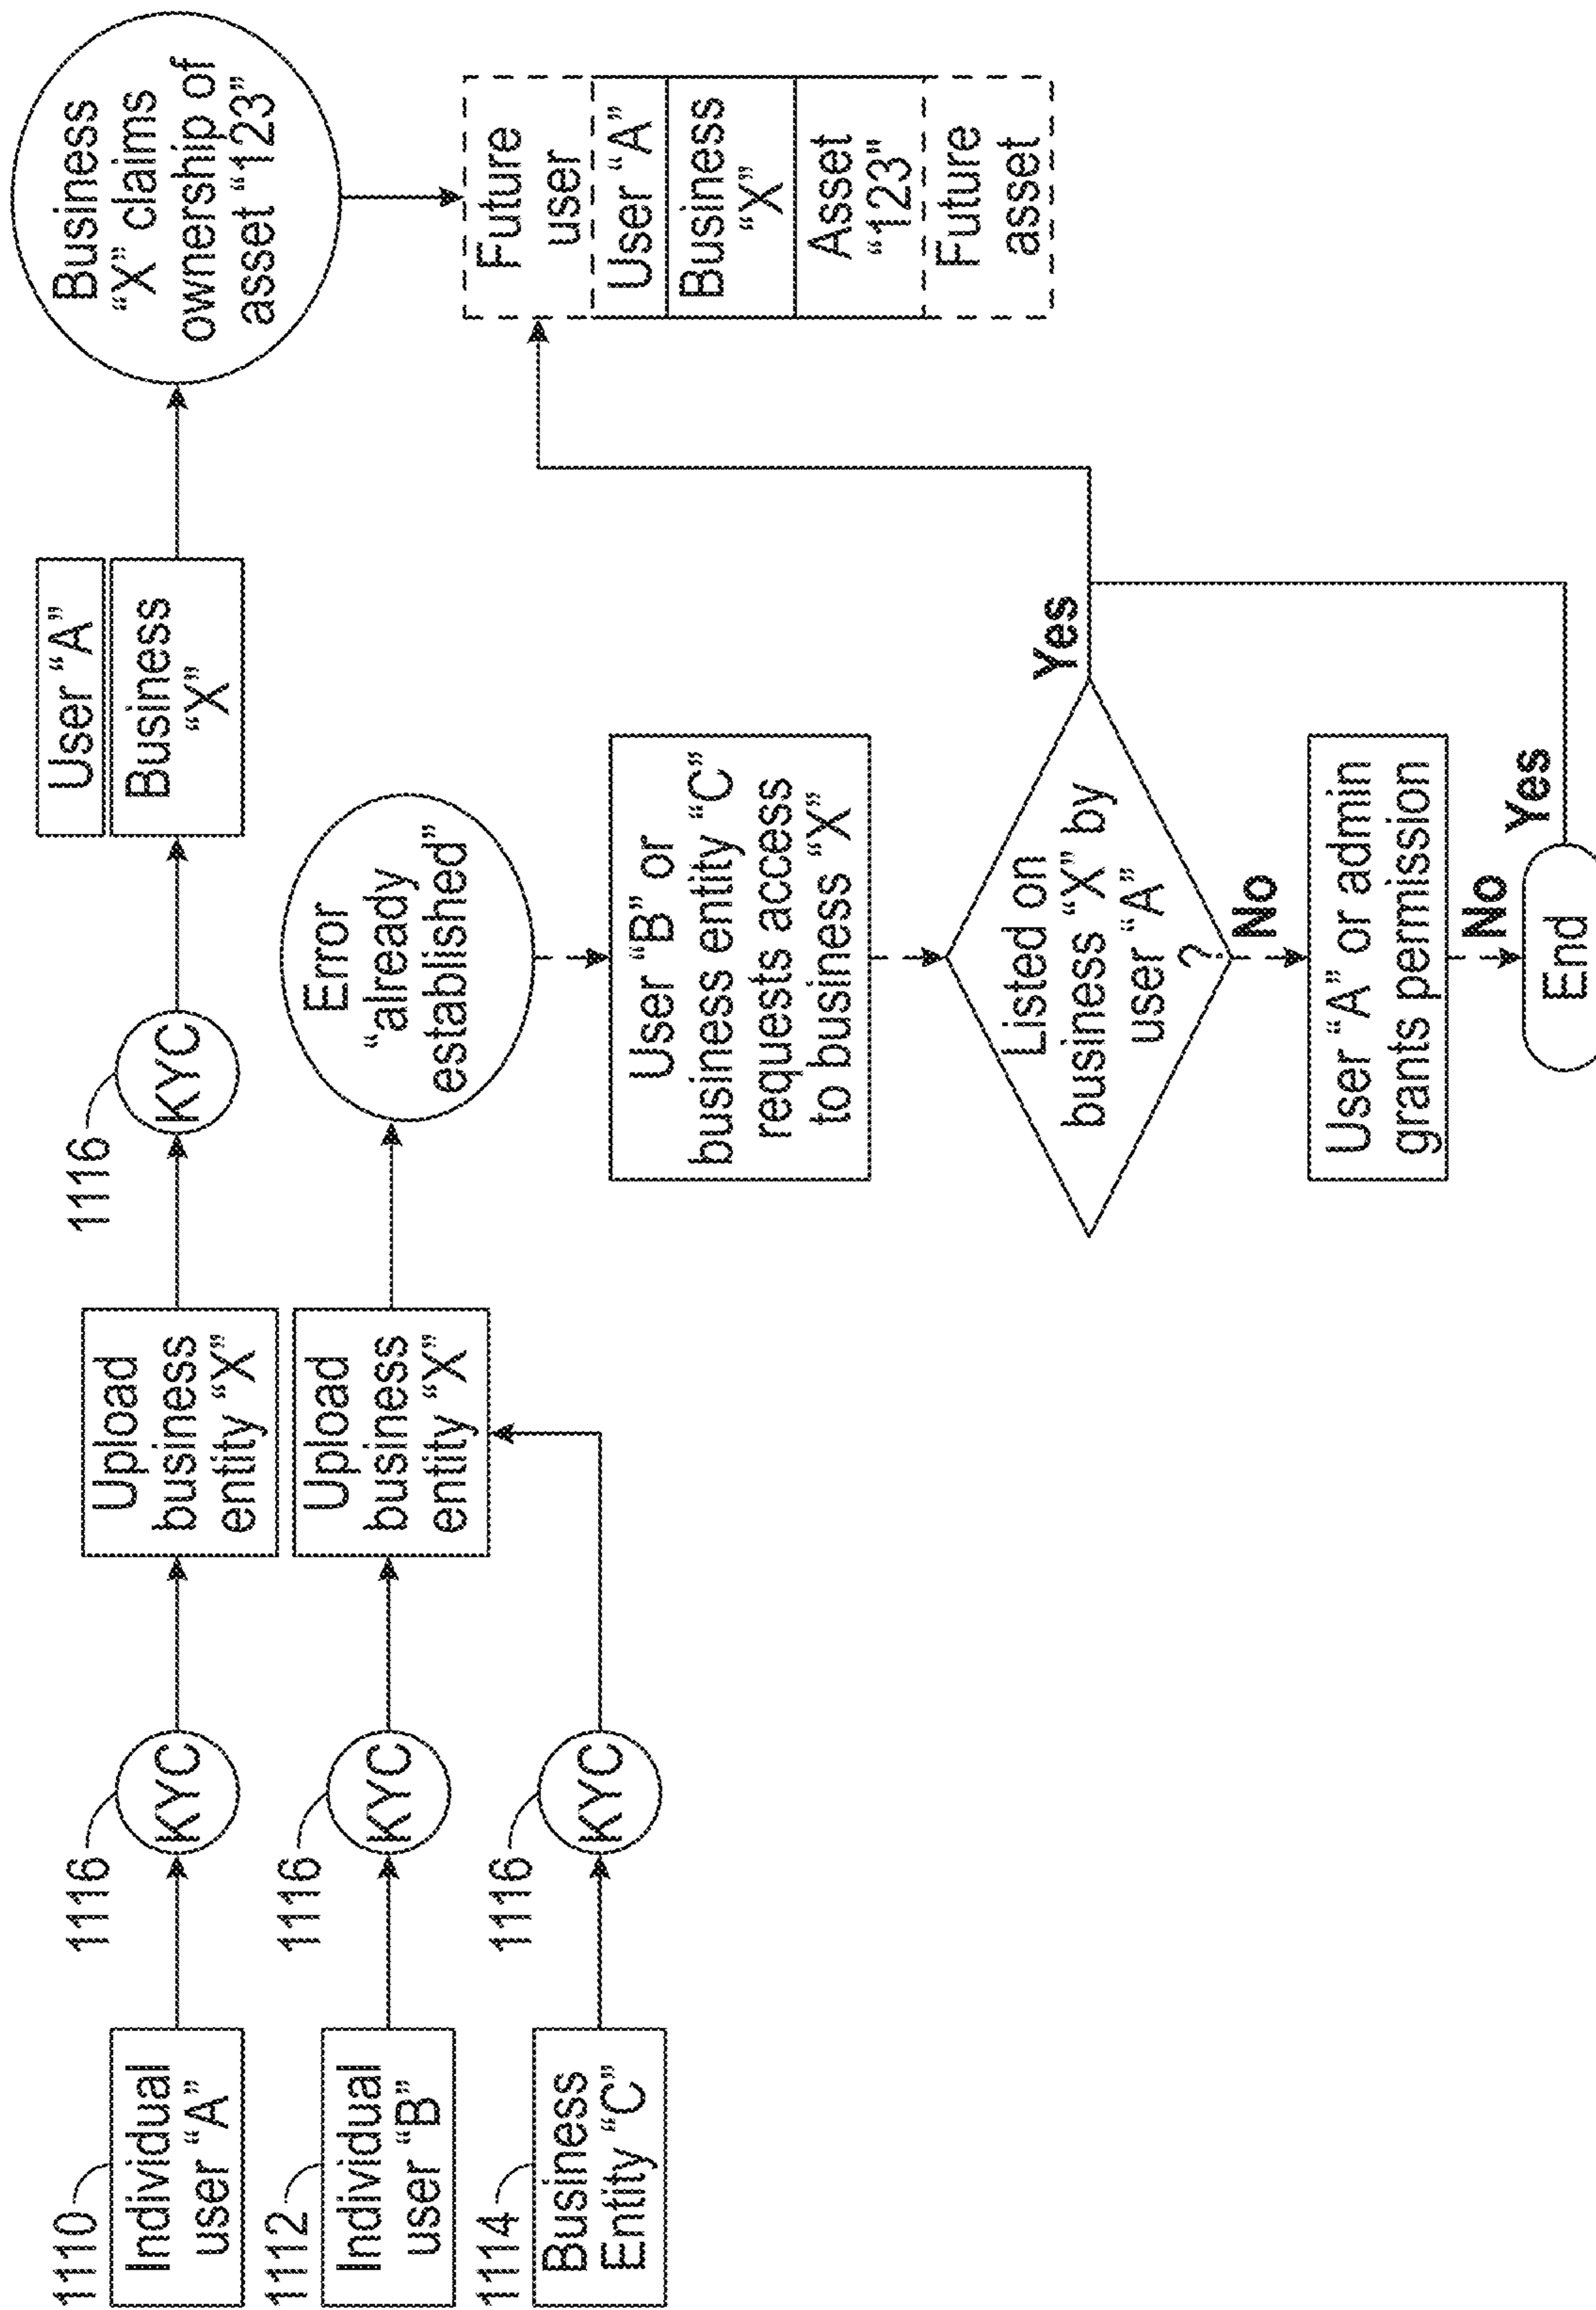 1110
Individual
user “A”
1116
KYC
Upload
business
entity “X”
1116
KYC
User “A”
Business
“X”
Business
“X” claims
ownership of
asset “123”
1112
Individual
user “B”
1116
KYC
Upload
business
entity “X”
Error
“already
established”
1114
Business
Entity “C”
1116
KYC
User “B” or
business entity “C”
requests access
to business “X”
Future
user
User “A”
Business
“X”
Asset
“123”
Future
asset
Listed on
business “X” by
user “A”
?
Yes
No
User “A” or admin
grants permission
Yes
No
End